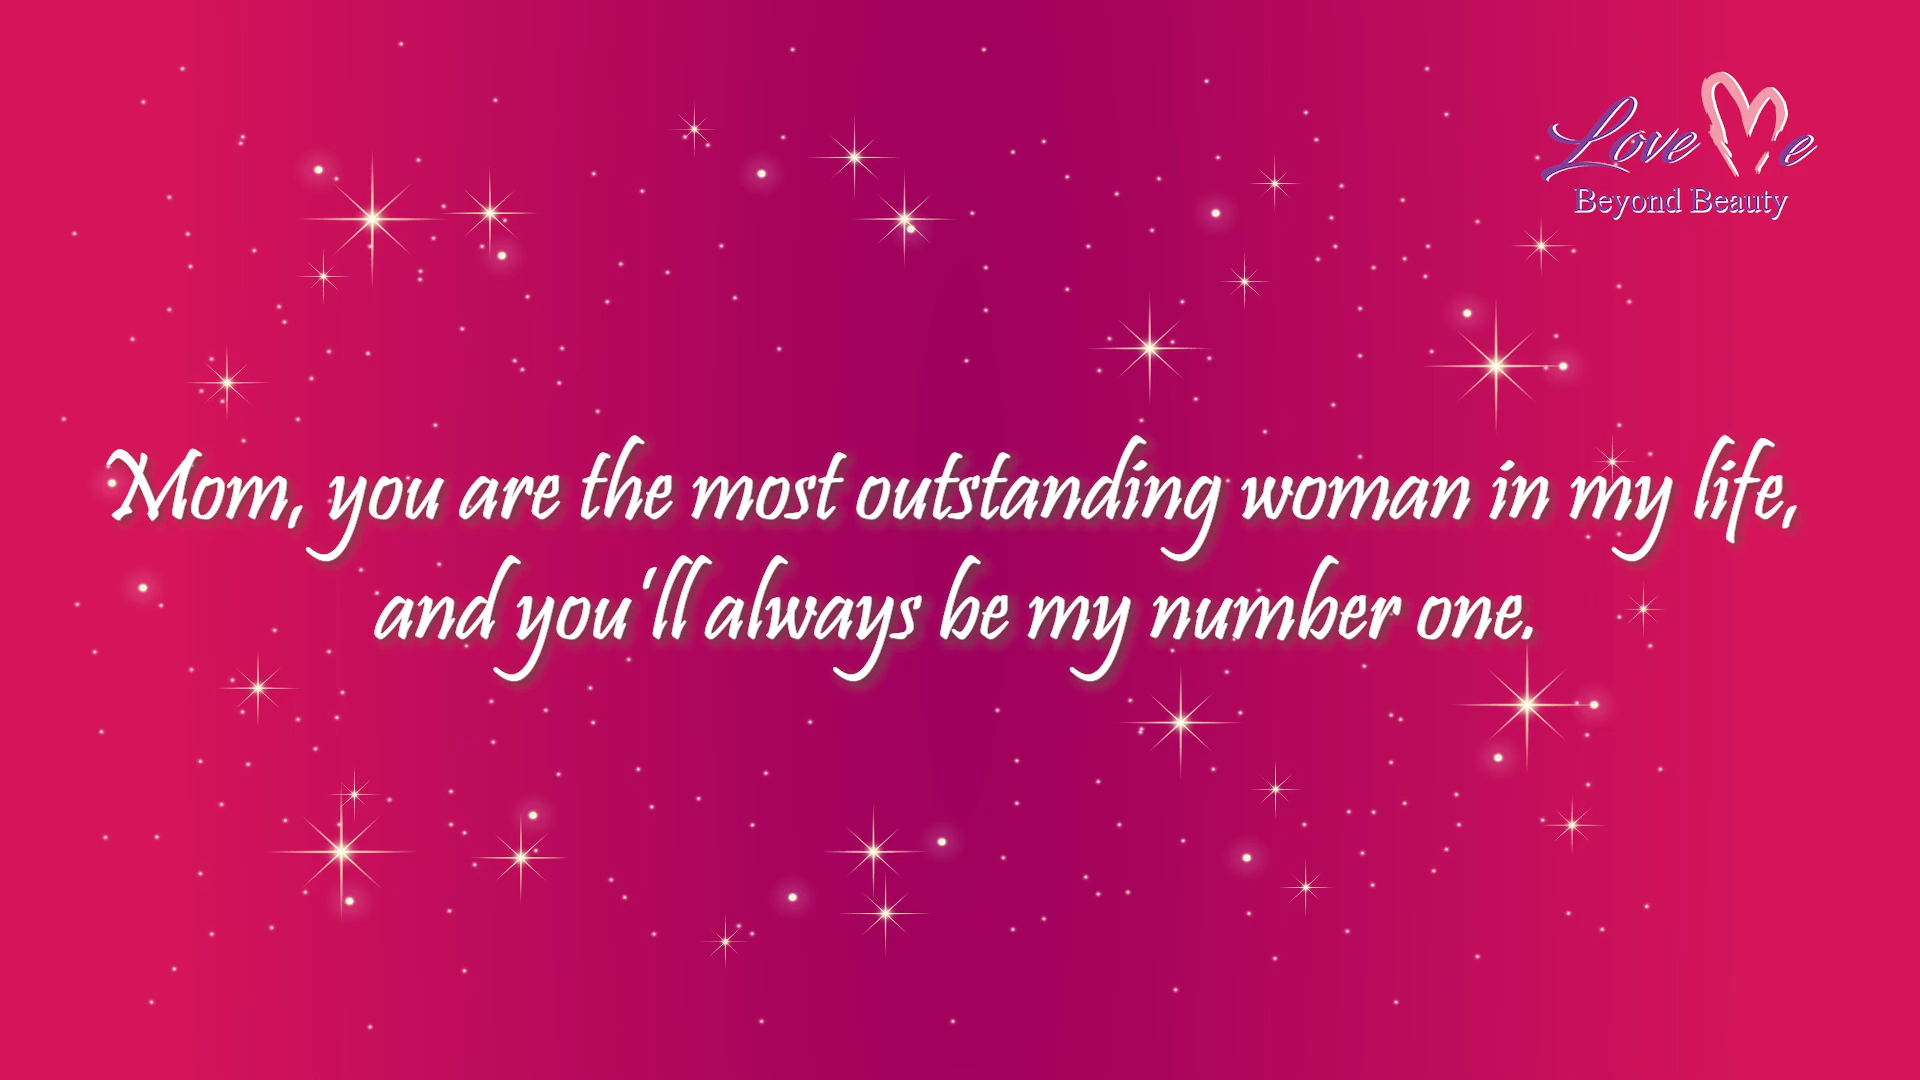 Love Me
Beyond Beauty
Mom, you are the most outstanding woman in my life,
and you'll always be my number one.